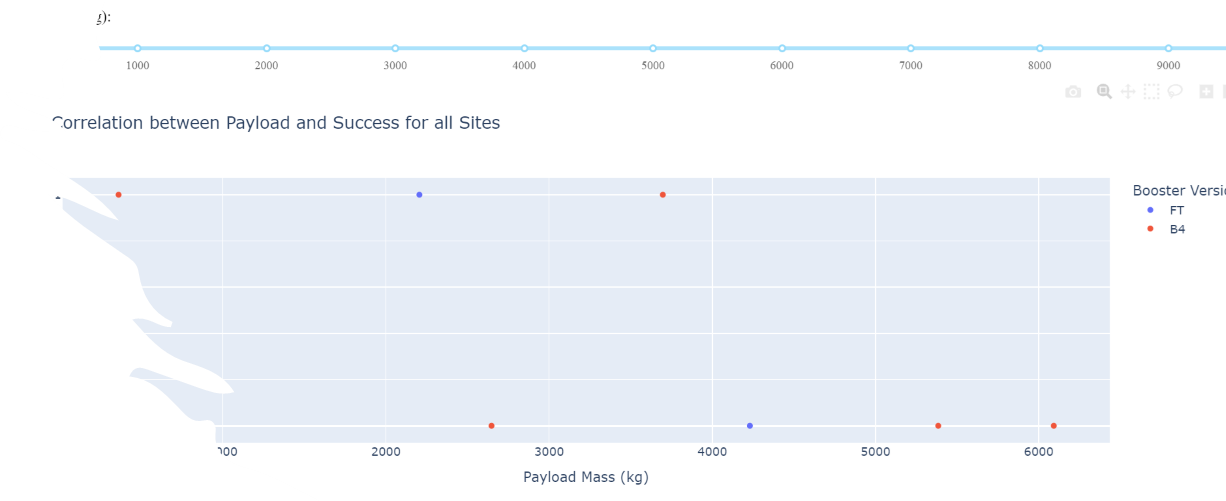 1000 2000 3000 4000 5000 6000 7000 8000 9000
Correlation between Payload and Success for all Sites
Booster Versi
FT
B4
2000 3000 4000 5000 6000
Payload Mass (kg)